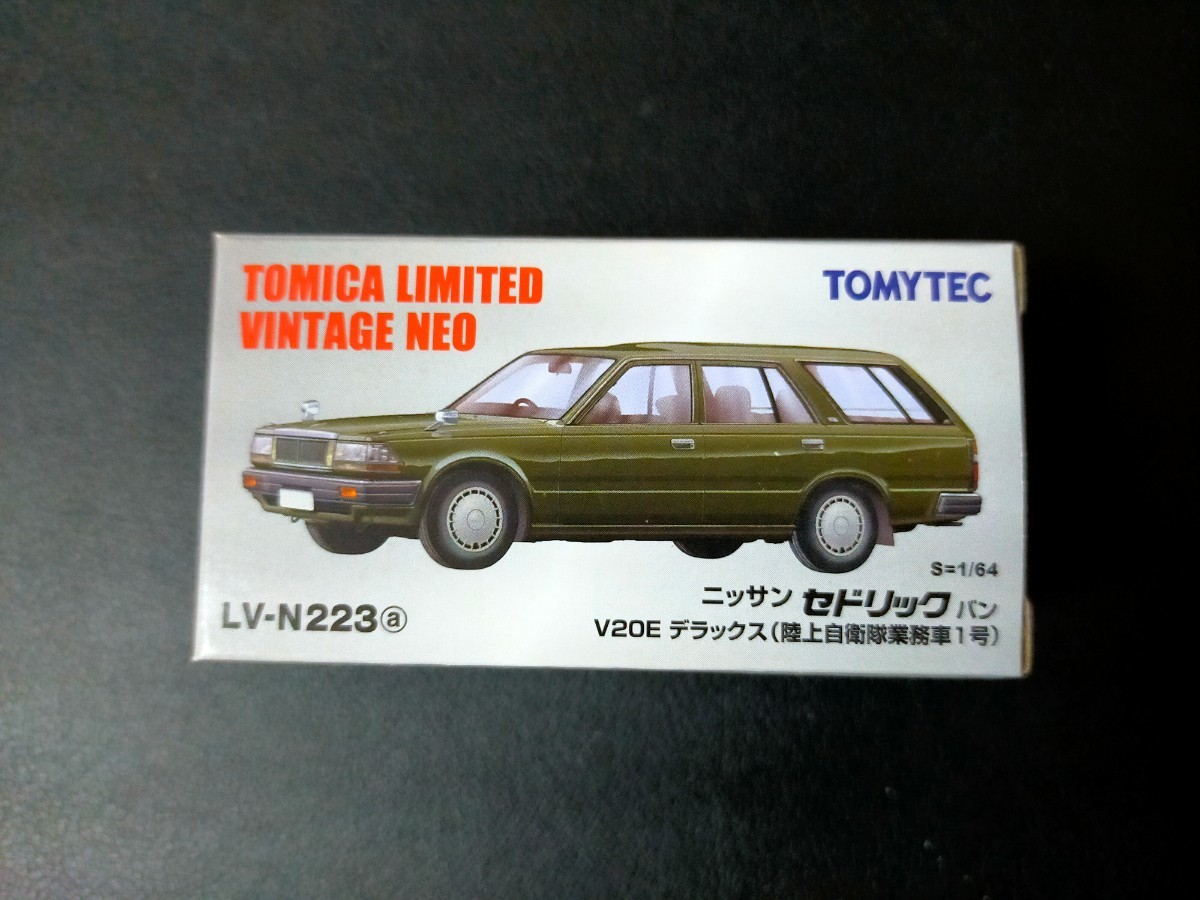 TOMICA LIMITED
VINTAGE NEO
TOMYTEC
S=1/64
LV-N223ⓐ
ニッサン セドリック バン
V20E デラックス(陸上自衛隊業務車1号)